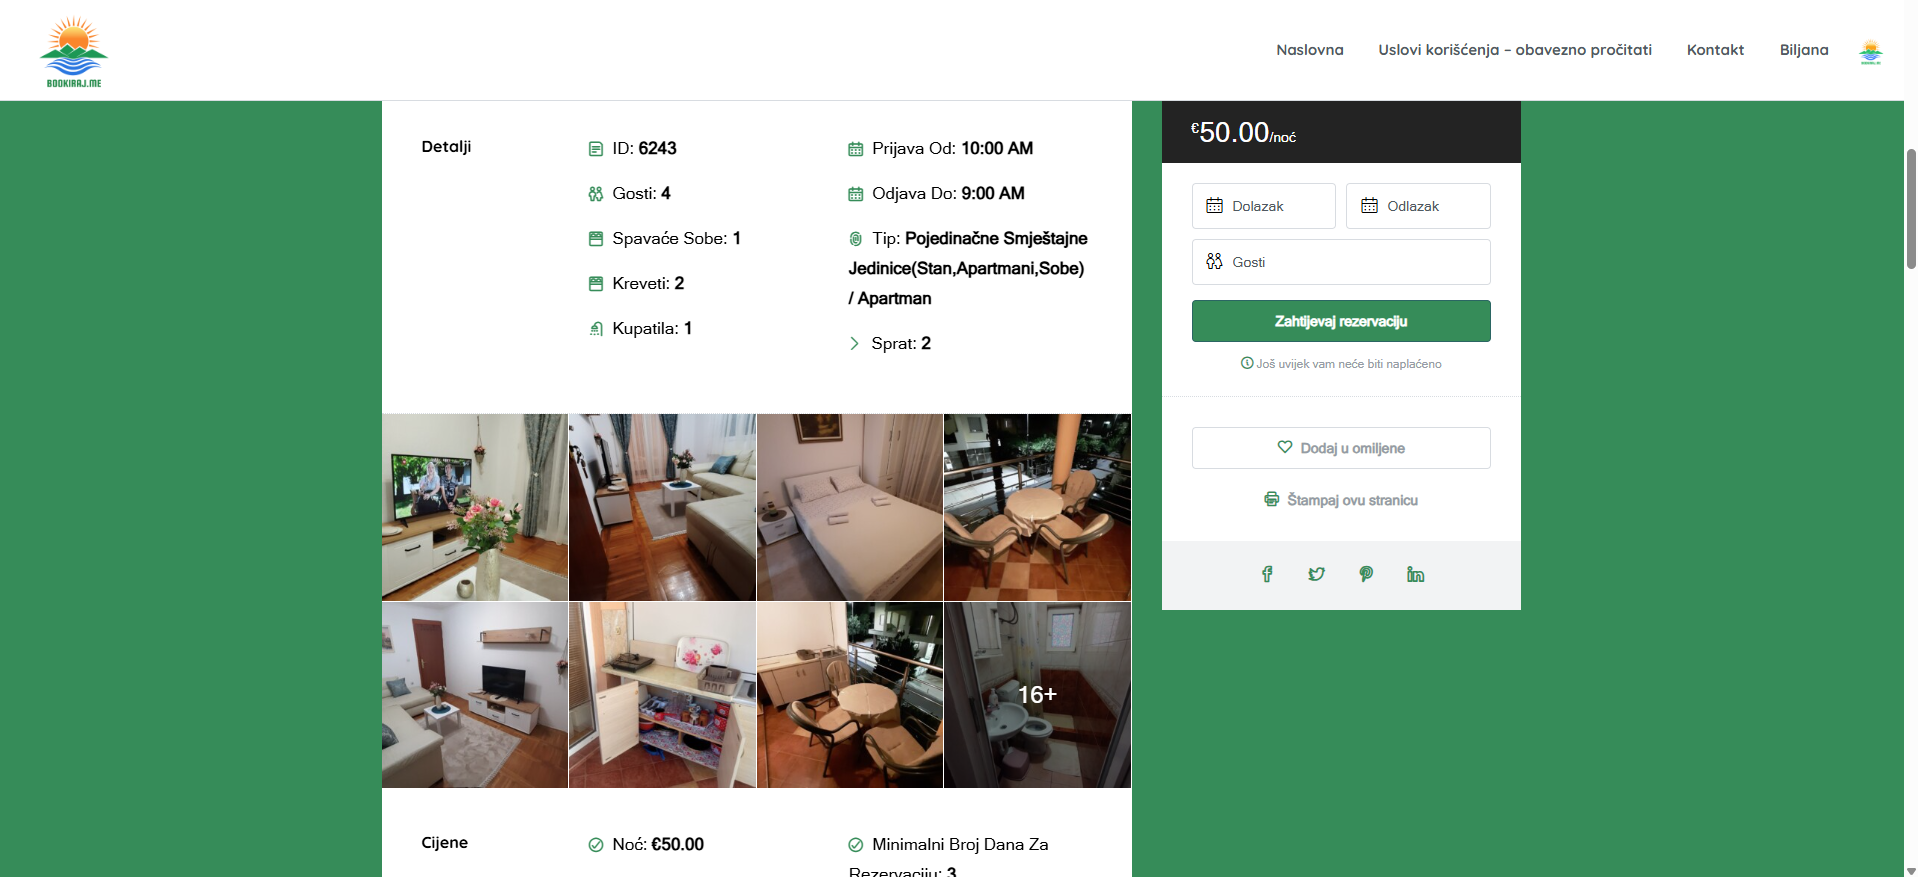 BOOKIRAJ.ME
Naslovna
Uslovi korišćenja – obavezno pročitati
Kontakt
Biljana
Detalji
ID: 6243
Gosti: 4
Spavaće Sobe: 1
Kreveti: 2
Kupatila: 1
Prijava Od: 10:00 AM
Odjava Do: 9:00 AM
Tip: Pojedinačne Smještajne
Jedinice(Stan,Apartmani,Sobe)
/ Apartman
Sprat: 2
16+
Cijene
Noć: €50.00
Minimalni Broj Dana Za
Rezervaciju: 3
€50.00/noć
Dolazak
Odlazak
Gosti
Zahtijevaj rezervaciju
Još uvijek vam neće biti naplaćeno
Dodaj u omiljene
Štampaj ovu stranicu